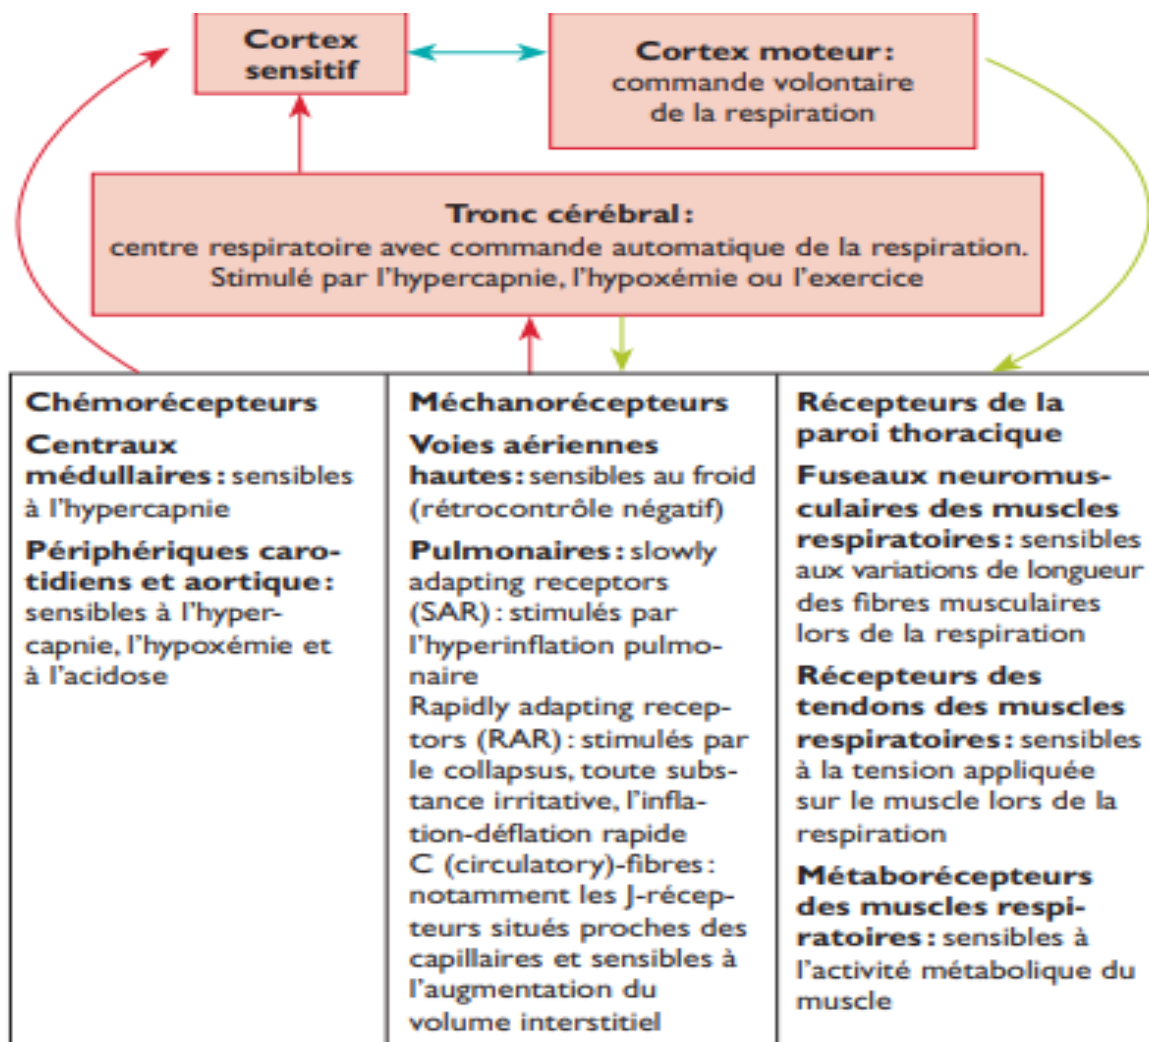 Cortex
sensitif
Cortex moteur :
commande volontaire
de la respiration
Tronc cérébral :
centre respiratoire avec commande automatique de la respiration.
Stimulé par l'hypercapnie, l'hypoxémie ou l'exercice
Chémorécepteurs
Centraux
médullaires : sensibles
à l'hypercapnie
Périphériques caro-
tidiens et aortique :
sensibles à l'hyper-
capnie, l'hypoxémie et
à l'acidose
Méchanorécepteurs
Voies aériennes
hautes : sensibles au froid
(rétrocontrôle négatif)
Pulmonaires : slowly
adapting receptors
(SAR) : stimulés par
l'hyperinflation pulmo-
naire
Rapidly adapting recep-
tors (RAR) : stimulés par
le collapsus, toute subs-
tance irritative, l'infla-
tion-déflation rapide
C (circulatory)-fibres :
notamment les J-récep-
teurs situés proches des
capillaires et sensibles à
l'augmentation du
volume interstitiel
Récepteurs de la
paroi thoracique
Fuseaux neuromus-
culaires des muscles
respiratoires : sensibles
aux variations de longueur
des fibres musculaires
lors de la respiration
Récepteurs des
tendons des muscles
respiratoires : sensibles
à la tension appliquée
sur le muscle lors de la
respiration
Métaborécepteurs
des muscles respi-
ratoires : sensibles à
l'activité métabolique du
muscle